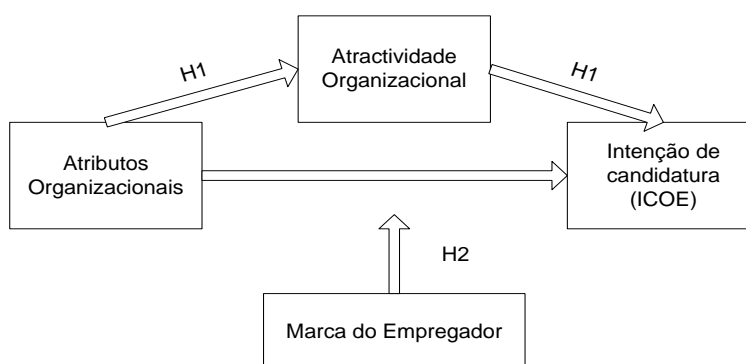 H1
Atractividade
Organizacional
H1
Atributos
Organizacionais
Intenção de
candidatura
(ICOE)
H2
Marca do Empregador